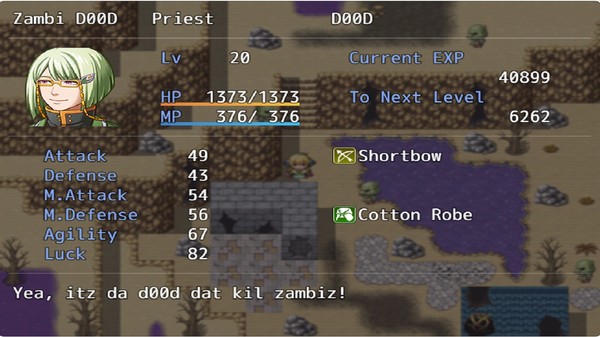 Zambi D00D Priest D00D
Lv 20 Current EXP
40899
HP 1373/1373 To Next Level
MP 376/ 376 6262
Attack 49 Shortbow
Defense 43
M.Attack 54
M.Defense 56 Cotton Robe
Agility 67
Luck 82
Yea, itz da d00d dat kil zambiz!